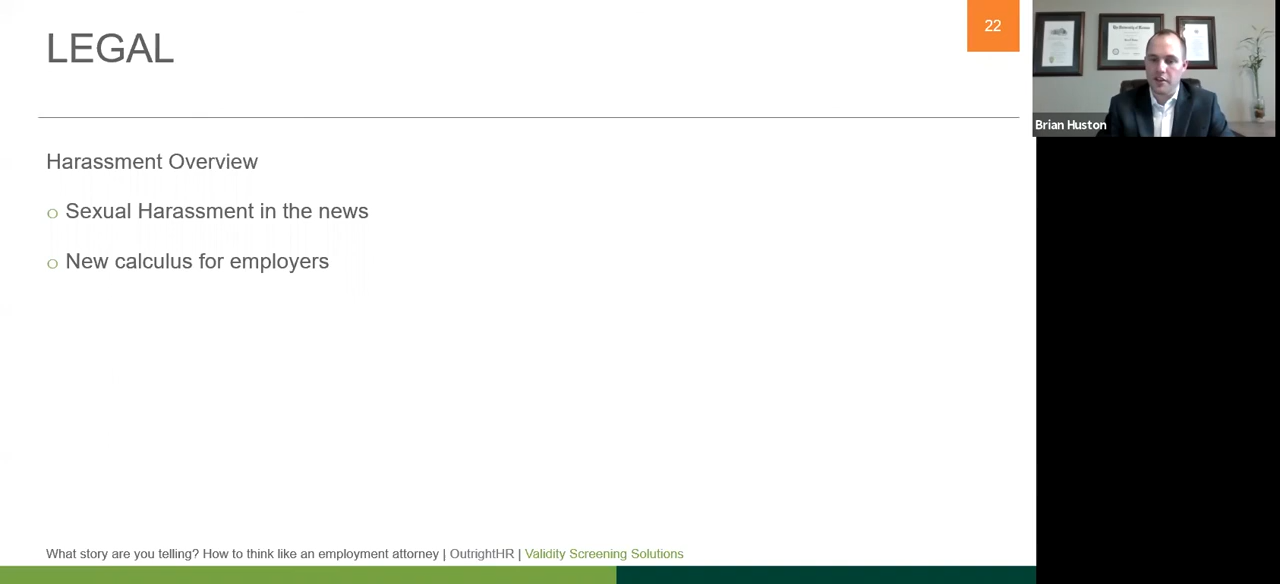 LEGAL
22
Harassment Overview
o Sexual Harassment in the news
o New calculus for employers
What story are you telling? How to think like an employment attorney | OutrightHR | Validity Screening Solutions
Brian Huston